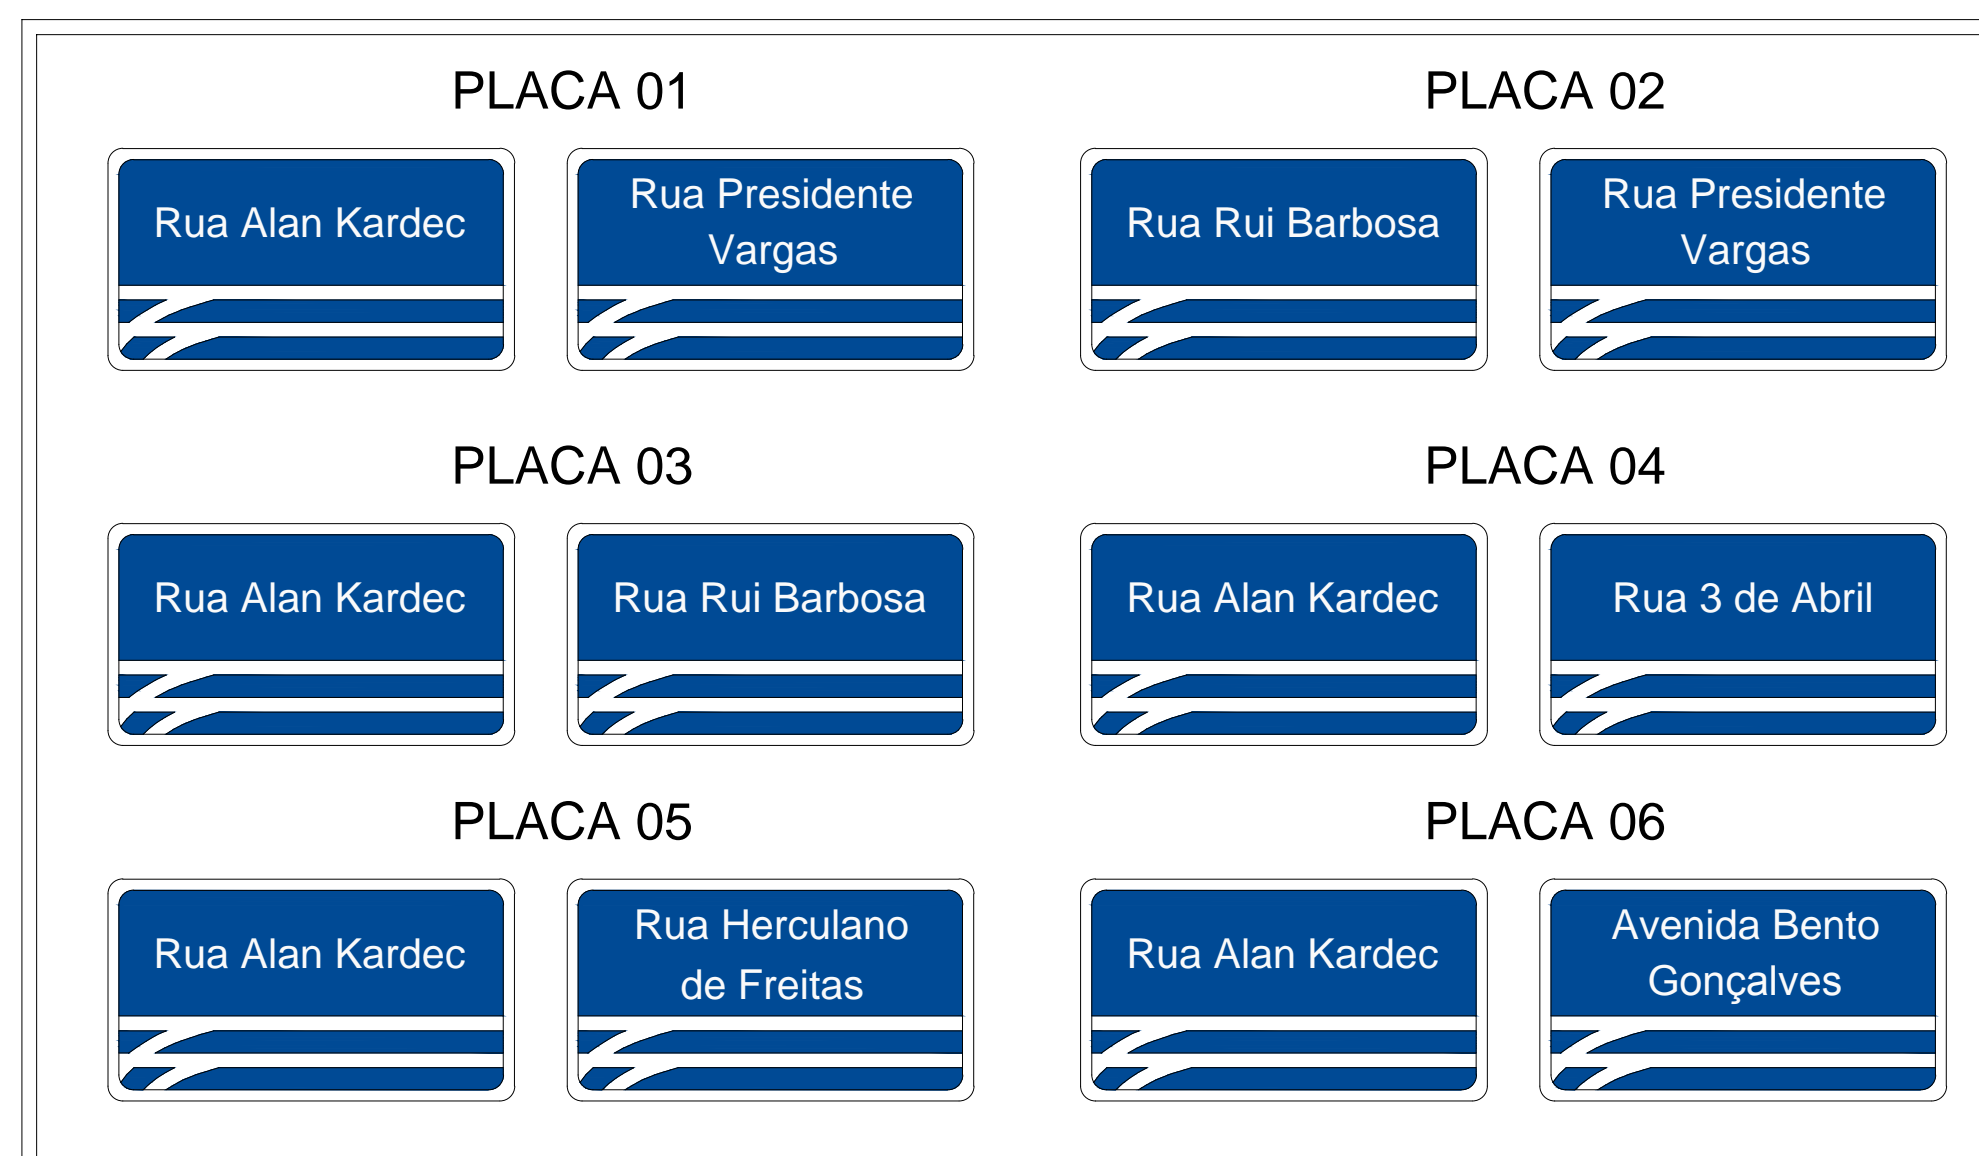 PLACA 01
Rua Alan Kardec
Rua Presidente
Vargas
PLACA 02
Rua Rui Barbosa
Rua Presidente
Vargas
PLACA 03
Rua Alan Kardec
Rua Rui Barbosa
PLACA 04
Rua Alan Kardec
Rua 3 de Abril
PLACA 05
Rua Alan Kardec
Rua Herculano
de Freitas
PLACA 06
Rua Alan Kardec
Avenida Bento
Gonçalves